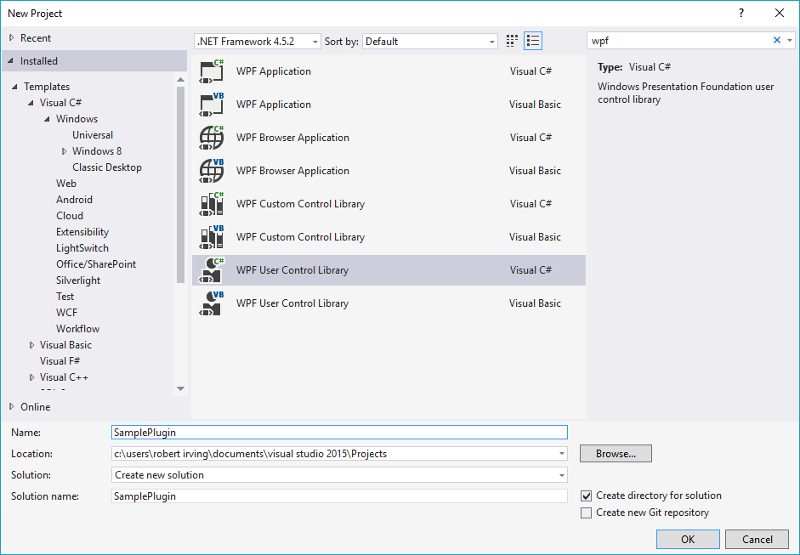 New Project
?
Recent
.NET Framework 4.5.2
Sort by:
Default
wpf
Installed
Templates
Visual C#
Windows
Universal
Windows 8
Classic Desktop
Web
Android
Cloud
Extensibility
LightSwitch
Office/SharePoint
Silverlight
Test
WCF
Workflow
Visual Basic
Visual F#
Visual C++
Online
C# WPF Application Visual C#
VB WPF Application Visual Basic
C# WPF Browser Application Visual C#
VB WPF Browser Application Visual Basic
C# WPF Custom Control Library Visual C#
VB WPF Custom Control Library Visual Basic
C# WPF User Control Library Visual C#
VB WPF User Control Library Visual Basic
Type: Visual C#
Windows Presentation Foundation user
control library
Name: SamplePlugin
Location: c:\users\robert irving\documents\visual studio 2015\Projects
Browse...
Solution: Create new solution
Solution name: SamplePlugin
Create directory for solution
Create new Git repository
OK
Cancel